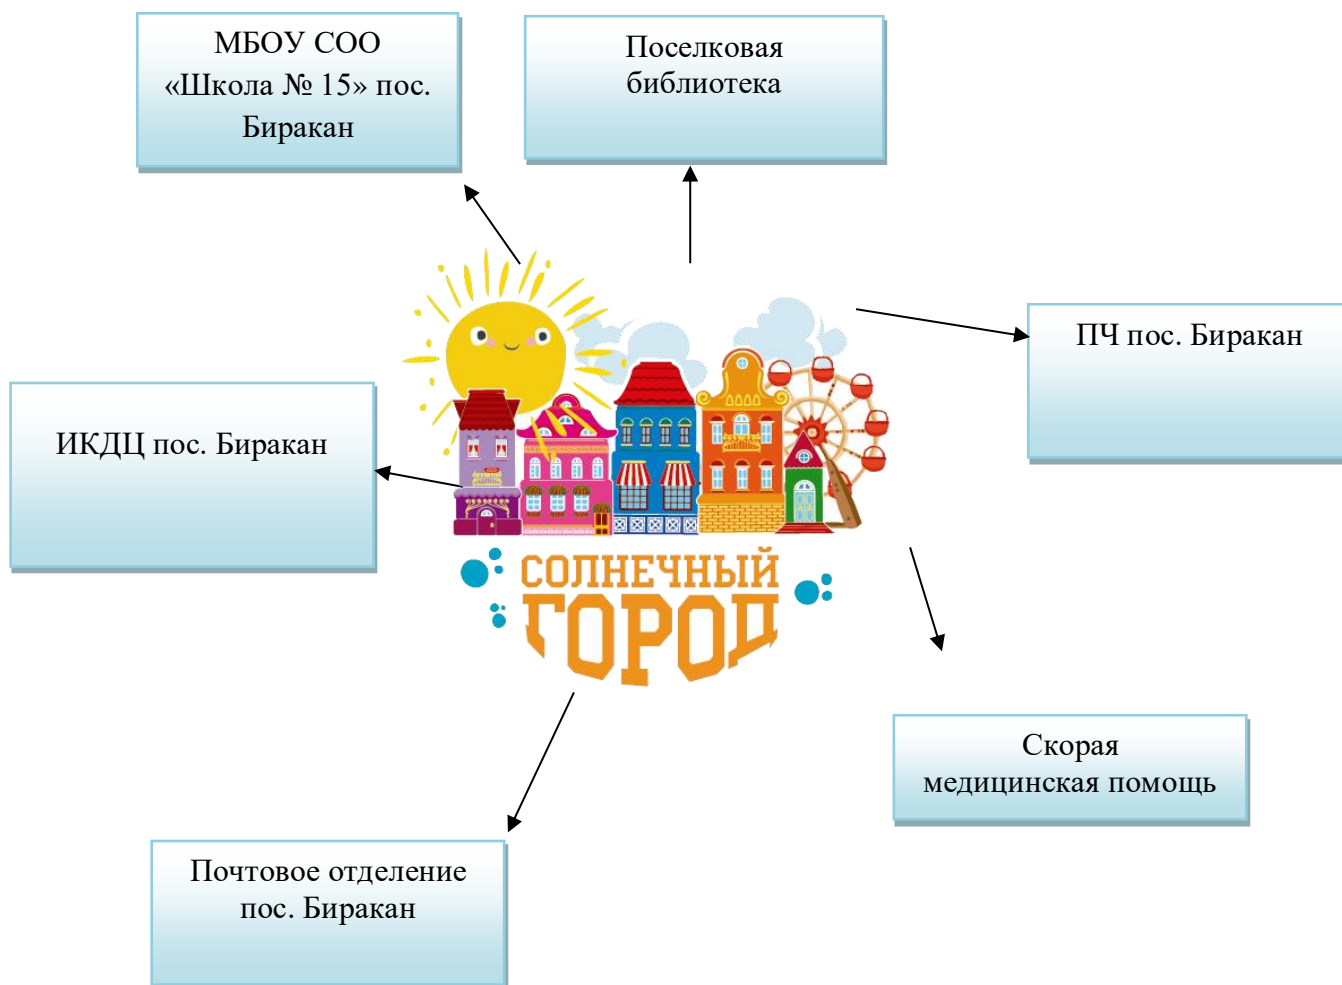 МБОУ СОО
«Школа № 15» пос.
Биракан
Поселковая
библиотека
ПЧ пос. Биракан
ИКДЦ пос. Биракан
СОЛНЕЧНЫЙ
ГОРОД
Скорая
медицинская помощь
Почтовое отделение
пос. Биракан